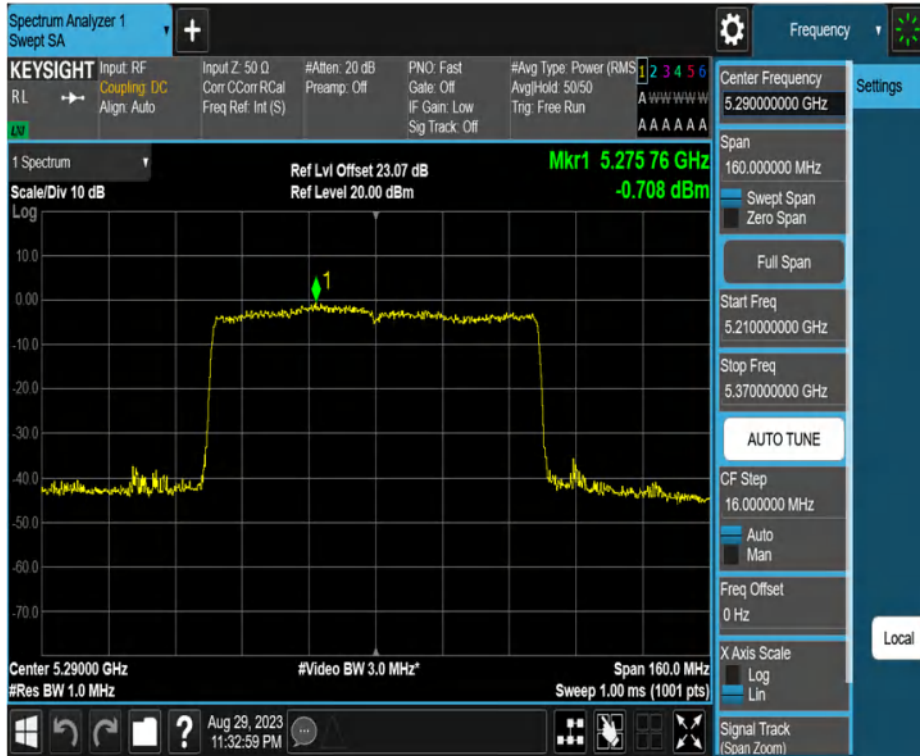 Spectrum Analyzer 1
Swept SA
+
Frequency
KEYSIGHT
RL
LXI
Input: RF
Coupling: DC
Align: Auto
Input Z: 50 Ω
Corr CCorr RCal
Freq Ref: Int (S)
#Atten: 20 dB
Preamp: Off
PNO: Fast
Gate: Off
IF Gain: Low
Sig Track: Off
#Avg Type: Power (RMS
Avg|Hold: 50/50
Trig: Free Run
1 2 3 4 5 6
A W W W W W
A A A A A A
1 Spectrum
Scale/Div 10 dB
Ref Lvl Offset 23.07 dB
Ref Level 20.00 dBm
Mkr1 5.275 76 GHz
-0.708 dBm
Log
10.0
0.00
-10.0
-20.0
-30.0
-40.0
-50.0
-60.0
-70.0
1
Center 5.29000 GHz
#Res BW 1.0 MHz
#Video BW 3.0 MHz*
Span 160.0 MHz
Sweep 1.00 ms (1001 pts)
?
Aug 29, 2023
11:32:59 PM
Center Frequency
5.290000000 GHz
Span
160.000000 MHz
Swept Span
Zero Span
Full Span
Start Freq
5.210000000 GHz
Stop Freq
5.370000000 GHz
AUTO TUNE
CF Step
16.000000 MHz
Auto
Man
Freq Offset
0 Hz
X Axis Scale
Log
Lin
Signal Track
(Span Zoom)
Settings
Local